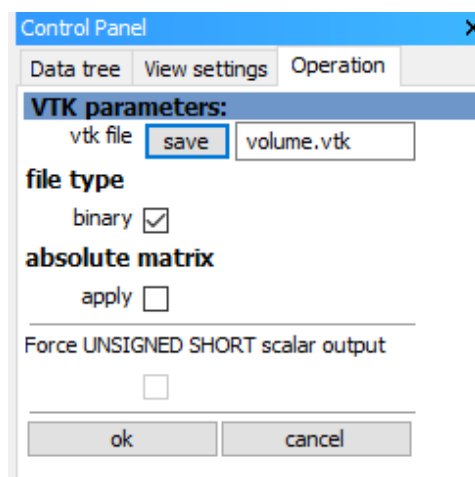 Control Panel
Data tree View settings Operation
VTK parameters:
vtk file save volume.vtk
file type
binary
absolute matrix
apply
Force UNSIGNED SHORT scalar output
ok cancel